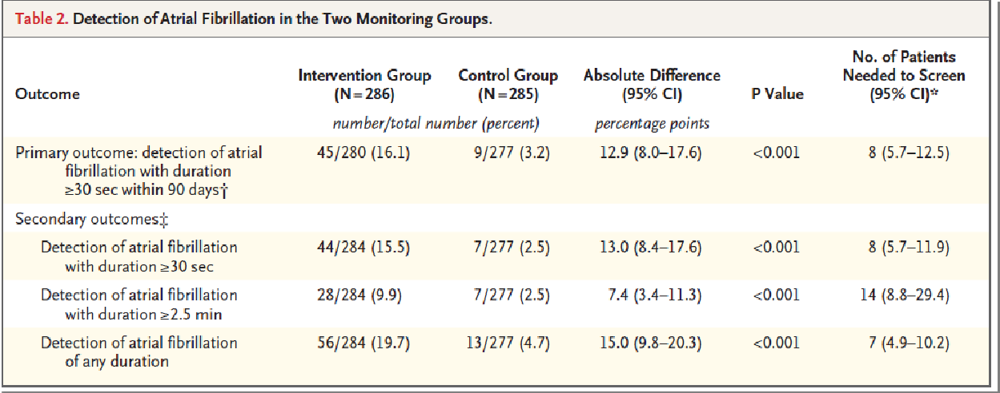 Table 2. Detection of Atrial Fibrillation in the Two Monitoring Groups.
Outcome
Intervention Group
(N=286)
Control Group
(N=285)
Absolute Difference
(95% CI)
P Value
No. of Patients
Needed to Screen
(95% CI)*
number/total number (percent)
percentage points
Primary outcome: detection of atrial
fibrillation with duration
≥30 sec within 90 days†
45/280 (16.1)
9/277 (3.2)
12.9 (8.0–17.6)
<0.001
8 (5.7–12.5)
Secondary outcomes‡
Detection of atrial fibrillation
with duration ≥30 sec
44/284 (15.5)
7/277 (2.5)
13.0 (8.4–17.6)
<0.001
8 (5.7–11.9)
Detection of atrial fibrillation
with duration ≥2.5 min
28/284 (9.9)
7/277 (2.5)
7.4 (3.4–11.3)
<0.001
14 (8.8–29.4)
Detection of atrial fibrillation
of any duration
56/284 (19.7)
13/277 (4.7)
15.0 (9.8–20.3)
<0.001
7 (4.9–10.2)